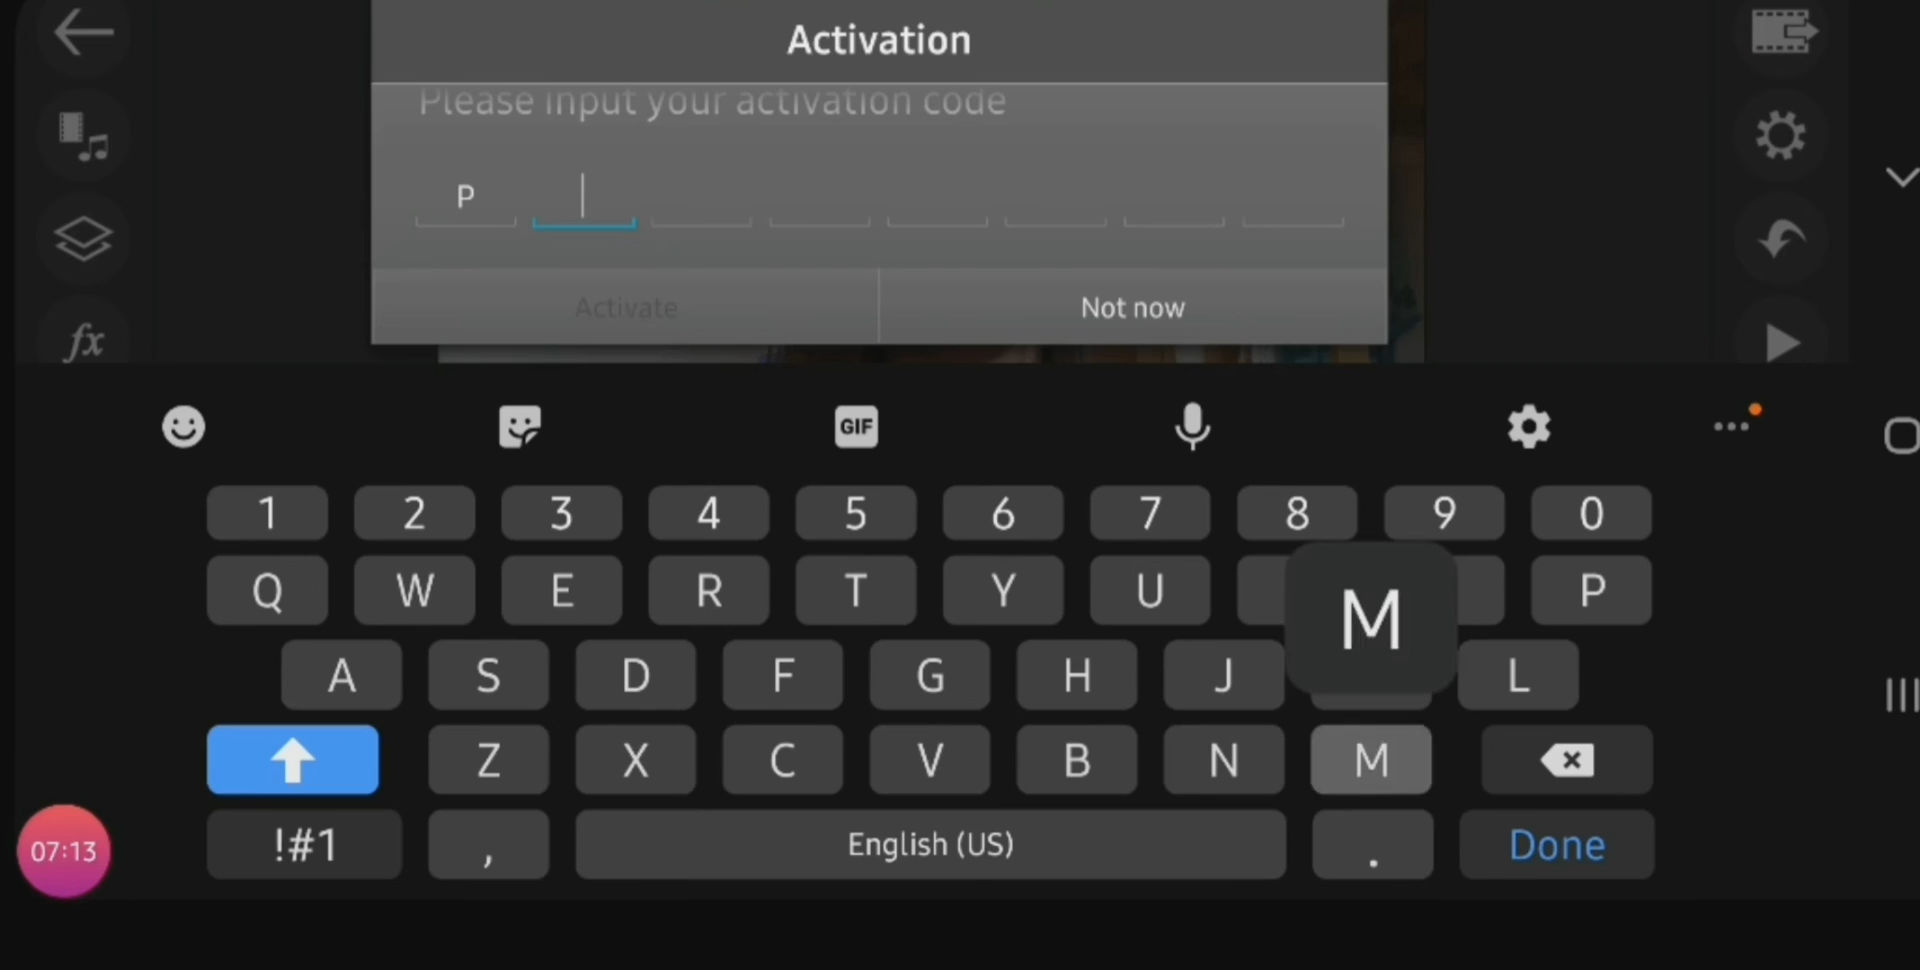 Activation
Please input your activation code
P
Activate
Not now
fx
GIF
1 2 3 4 5 6 7 8 9 0
Q W E R T Y U P
M
A S D F G H J L
Z X C V B N M
!#1 , English (US) . Done
07:13